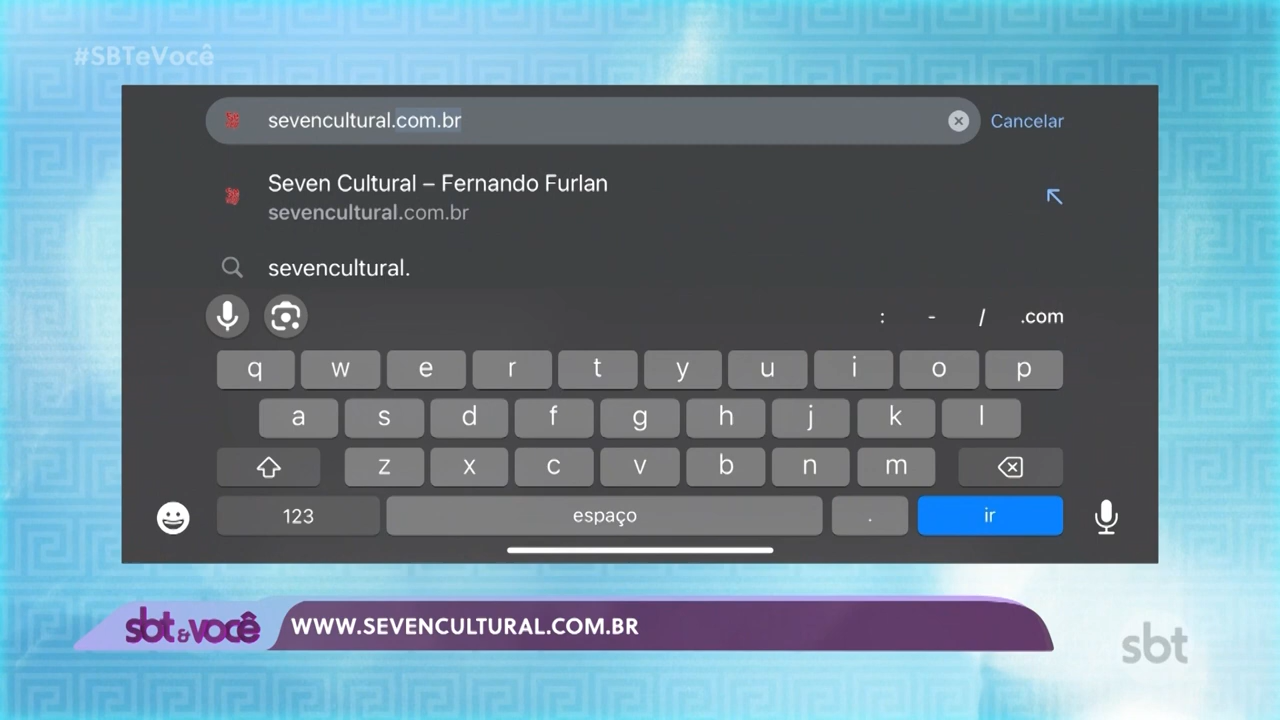 #SBTeVocê
sevencultural.com.br
Cancelar
Seven Cultural – Fernando Furlan
sevencultural.com.br
sevencultural.
: - / .com
q w e r t y u i o p
a s d f g h j k l
z x c v b n m
123 espaço . ir
sbt&você
WWW.SEVENCULTURAL.COM.BR
sbt